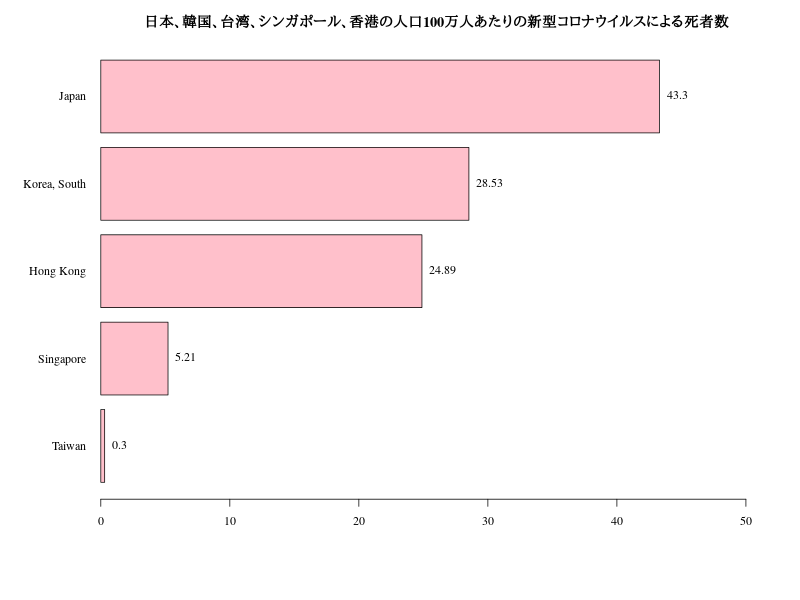 日本、韓国、台湾、シンガポール、香港の人口100万人あたりの新型コロナウイルスによる死者数
Japan 43.3
Korea, South 28.53
Hong Kong 24.89
Singapore 5.21
Taiwan 0.3
0 10 20 30 40 50